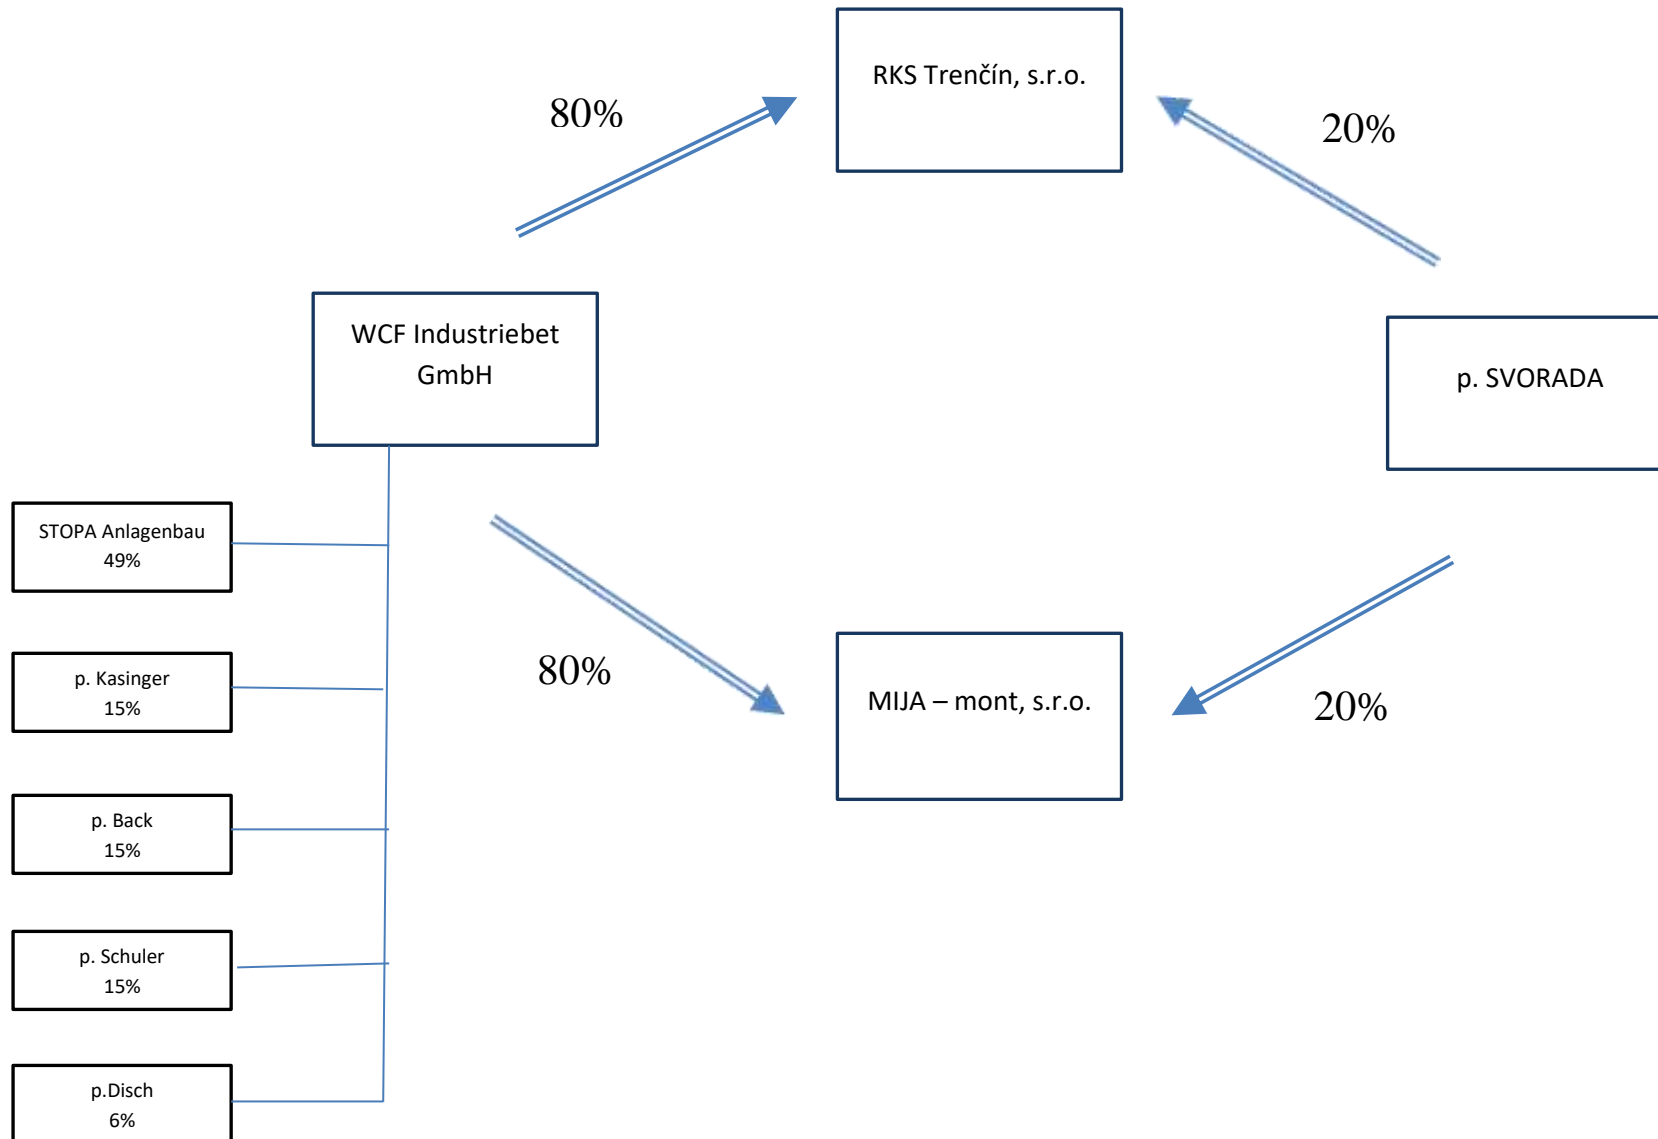 RKS Trenčín, s.r.o.
80%
20%
WCF Industriebet
GmbH
p. SVORADA
STOPA Anlagenbau
49%
p. Kasinger
15%
80%
MIJA – mont, s.r.o.
20%
p. Back
15%
p. Schuler
15%
p.Disch
6%